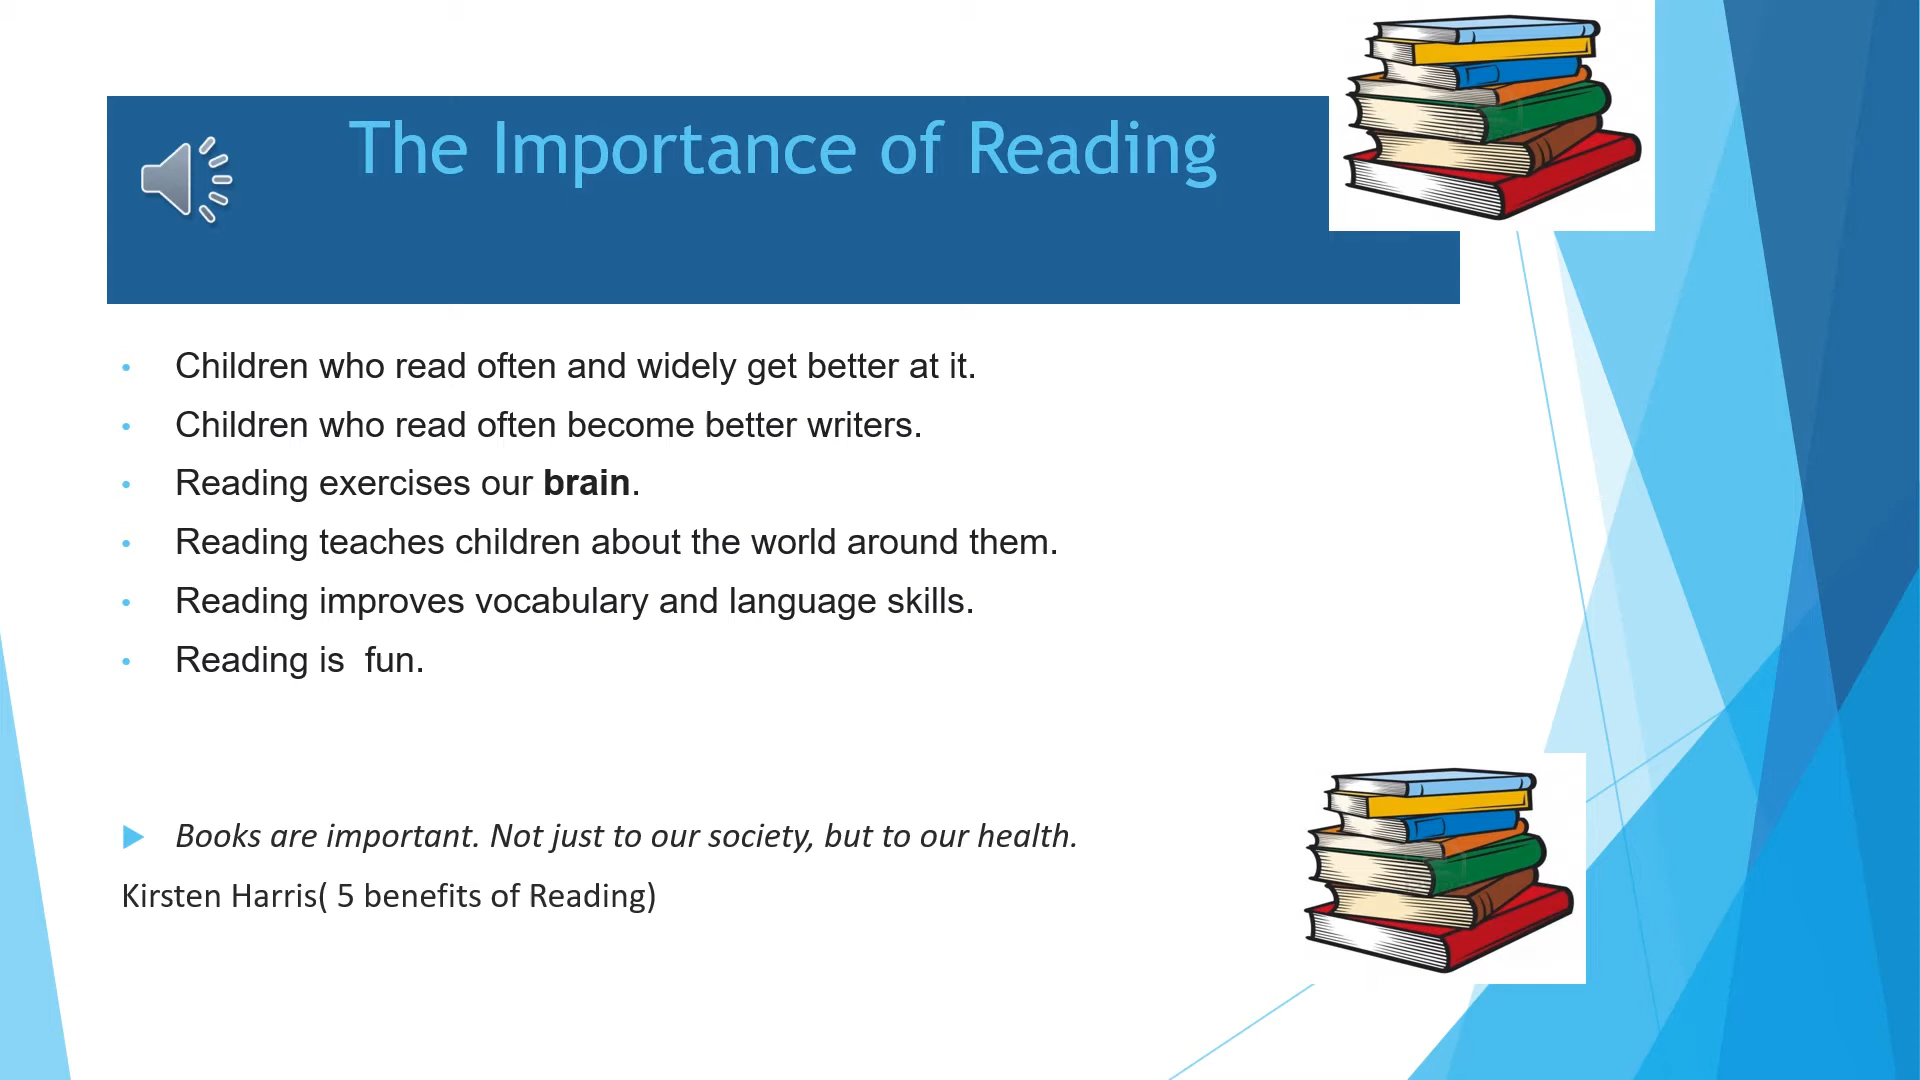 The Importance of Reading
• Children who read often and widely get better at it.
• Children who read often become better writers.
• Reading exercises our brain.
• Reading teaches children about the world around them.
• Reading improves vocabulary and language skills.
• Reading is  fun.
Books are important. Not just to our society, but to our health.
Kirsten Harris( 5 benefits of Reading)